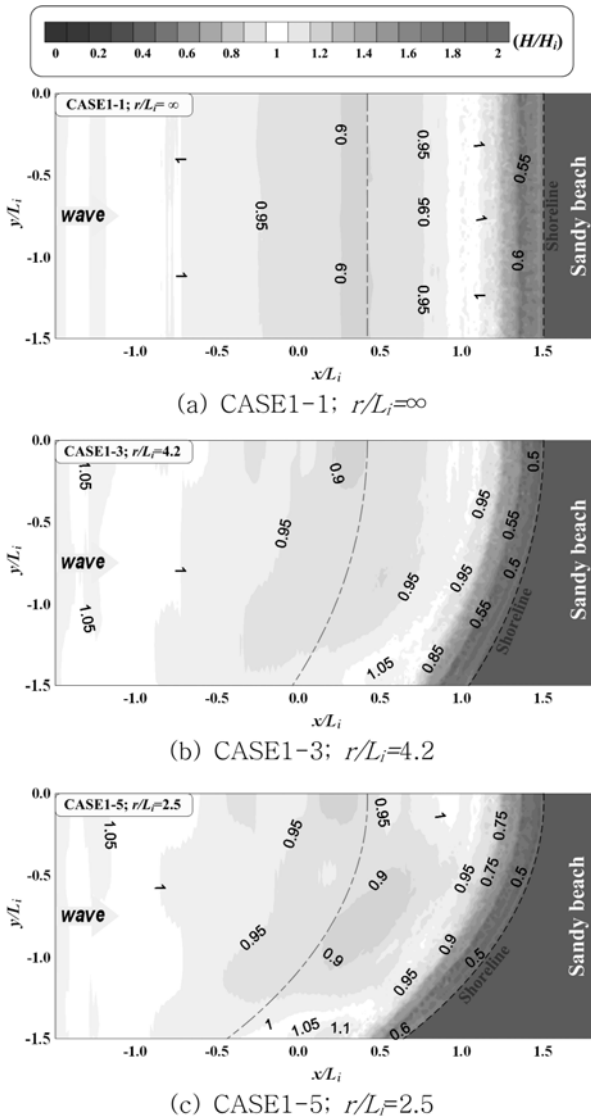 (H/Hi)
0 0.2 0.4 0.6 0.8 1 1.2 1.4 1.6 1.8 2
CASE1-1; r/Li= ∞
0.0
-0.5
-1.0
-1.5
y/Li
wave
1
1
0.95
0.9
0.9
0.95
0.95
0.95
1
1
1
0.55
0.6
Shoreline
Sandy beach
-1.0 -0.5 0.0 0.5 1.0 1.5
x/Li
(a) CASE1-1; r/Li=∞
CASE1-3; r/Li=4.2
0.0
-0.5
-1.0
-1.5
y/Li
1.05
wave
1.05
1
0.95
0.9
0.95
0.95
0.95
1.05
0.85
0.5
0.55
0.5
0.55
Shoreline
Sandy beach
-1.0 -0.5 0.0 0.5 1.0 1.5
x/Li
(b) CASE1-3; r/Li=4.2
CASE1-5; r/Li=2.5
0.0
-0.5
-1.0
-1.5
y/Li
1.05
wave
1
0.95
0.95
0.95
1
0.9
0.9
0.95
0.75
0.75
0.5
0.9
0.5
0.95
1
1.05
1.1
0.6
Shoreline
Sandy beach
-1.0 -0.5 0.0 0.5 1.0 1.5
x/Li
(c) CASE1-5; r/Li=2.5